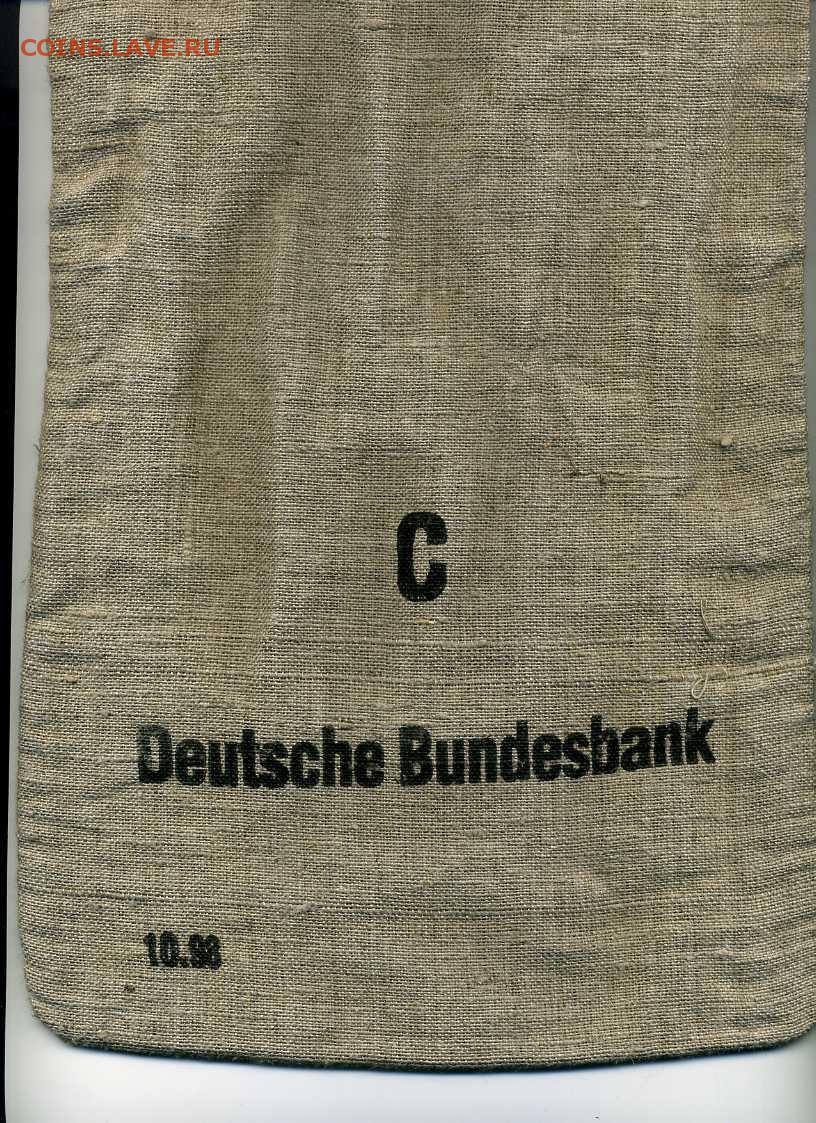 COINS.LAVE.RU
C
Deutsche Bundesbank
10.98